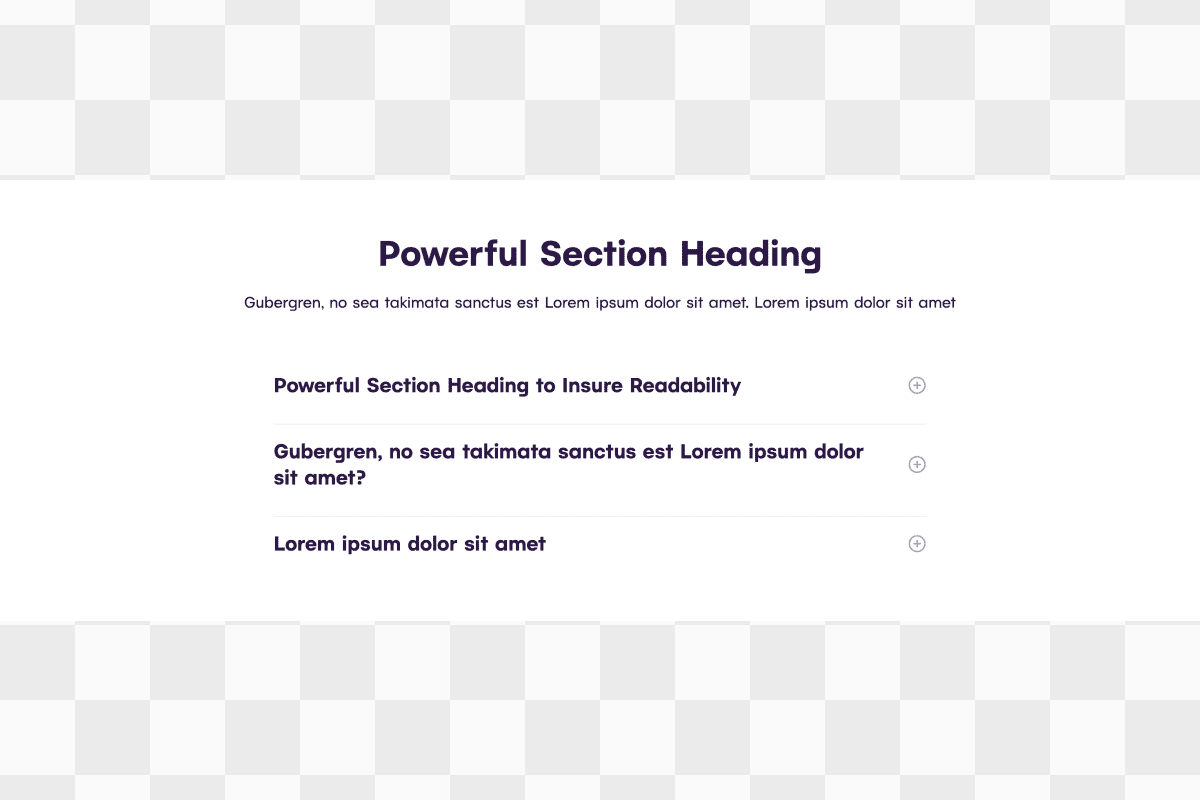 Powerful Section Heading
Gubergren, no sea takimata sanctus est Lorem ipsum dolor sit amet. Lorem ipsum dolor sit amet
Powerful Section Heading to Insure Readability
Gubergren, no sea takimata sanctus est Lorem ipsum dolor
sit amet?
Lorem ipsum dolor sit amet